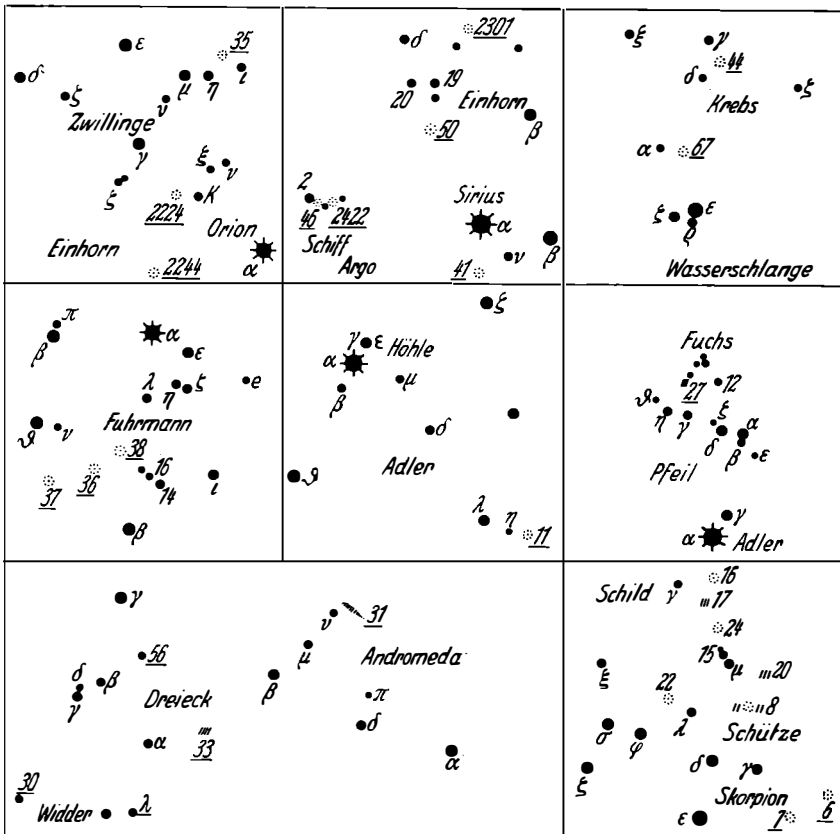 ε 35
δ ζ μ η ι
ν
Zwillinge
γ
ξ ξ ν
2224 K
Einhorn Orion
2244 α
δ 2301
20 19 Einhorn
50 β
2 Sirius
46 2422 α
Schiff Argo
41 ν β
ξ γ
44
δ ξ
Krebs
α 67
ξ ε
ϱ
Wasserschlange
π α
β ε
λ η ζ e
Fuhrmann
ϑ ν
38
37 36 16
14 ι
β
ξ
γ ε Höhle
α μ
β
δ
Adler
ϑ
λ η 11
Fuchs
27 12
ϑ
η γ ξ
δ α
β ε
Pfeil
γ
α Adler
γ
56
δ β
γ Dreieck
α 33
30
Widder λ
ν 31
μ Andromeda
β π
δ
α
Schild γ 16
17
24
ξ 15 μ 20
22 8
σ φ λ Schütze
ξ δ γ
Skorpion
ε 7 6